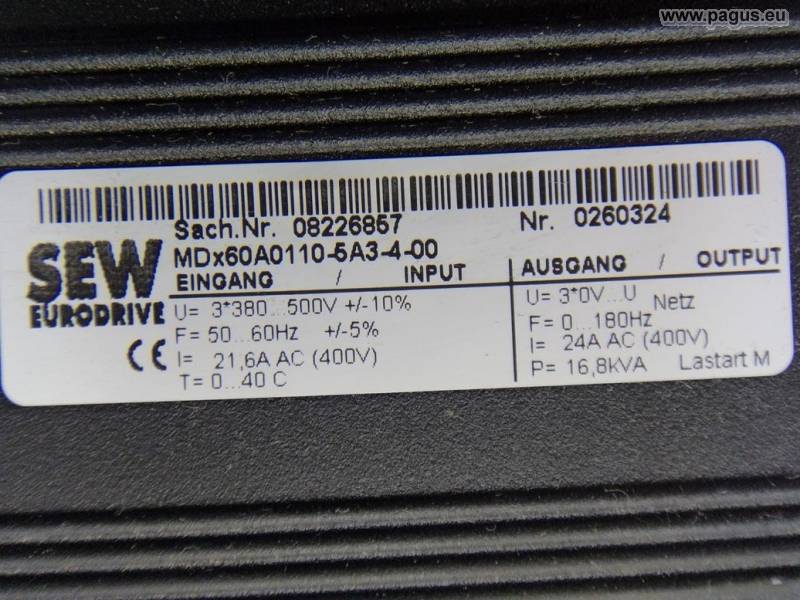 www.pagus.eu
Sach.Nr. 08226857 Nr. 0260324
SEW
EURODRIVE
CE
MDx60A0110-5A3-4-00
EINGANG / INPUT
U= 3*380...500V +/-10%
F= 50...60Hz +/-5%
I= 21,6A AC (400V)
T= 0...40 C
AUSGANG / OUTPUT
U= 3*0V...U Netz
F= 0...180Hz
I= 24A AC (400V)
P= 16,8kVA Lastart M